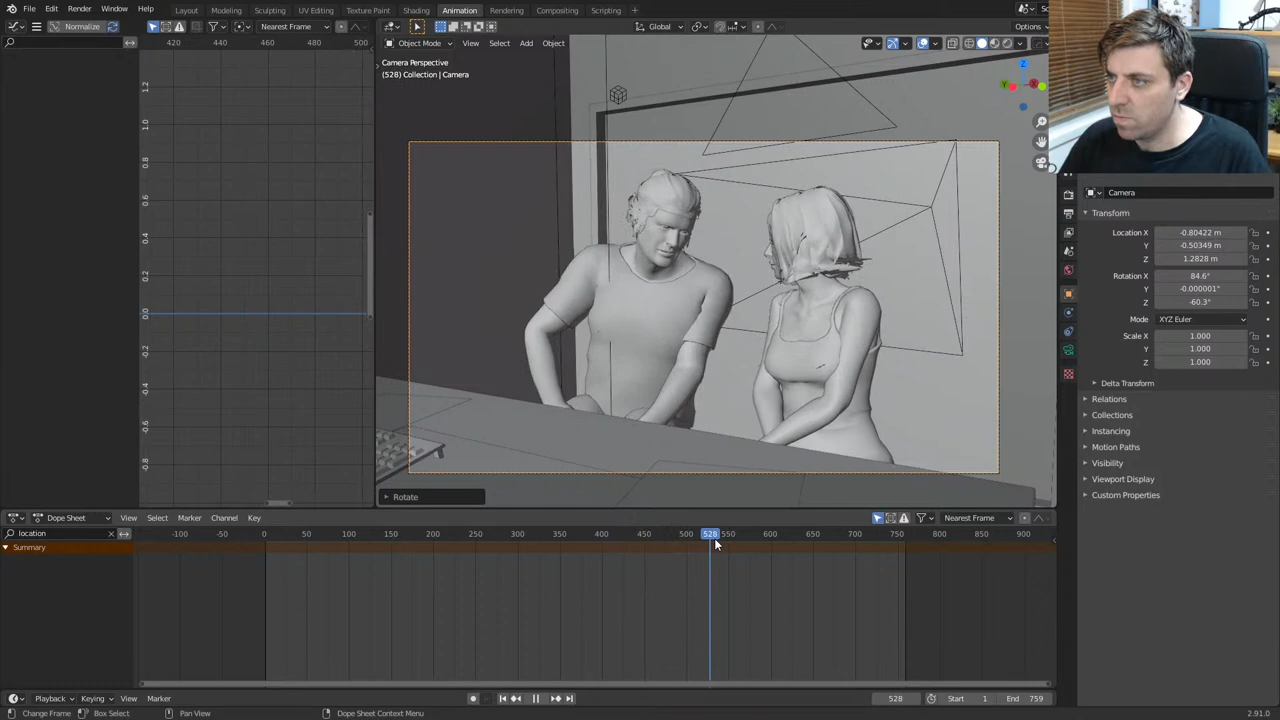 File Edit Render Window Help
Layout Modeling Sculpting UV Editing Texture Paint Shading Animation Rendering Compositing Scripting +
Normalize Nearest Frame Global Options
Object Mode View Select Add Object
420 440 460 480 500
Camera Perspective
(528) Collection | Camera
1.2
1.0
0.8
0.6
0.4
0.2
0.0
-0.2
-0.4
-0.6
-0.8
Z
Y
X
Rotate
Camera
Transform
Location X -0.80422 m
Y -0.50349 m
Z 1.2828 m
Rotation X 84.6°
Y -0.000001°
Z -60.3°
Mode XYZ Euler
Scale X 1.000
Y 1.000
Z 1.000
Delta Transform
Relations
Collections
Instancing
Motion Paths
Visibility
Viewport Display
Custom Properties
Dope Sheet View Select Marker Channel Key Nearest Frame
location
-100 -50 0 50 100 150 200 250 300 350 400 450 500 528 550 600 650 700 750 800 850 900
Summary
Playback Keying View Marker 528 Start 1 End 759
Change Frame Box Select Pan View Dope Sheet Context Menu 2.91.0